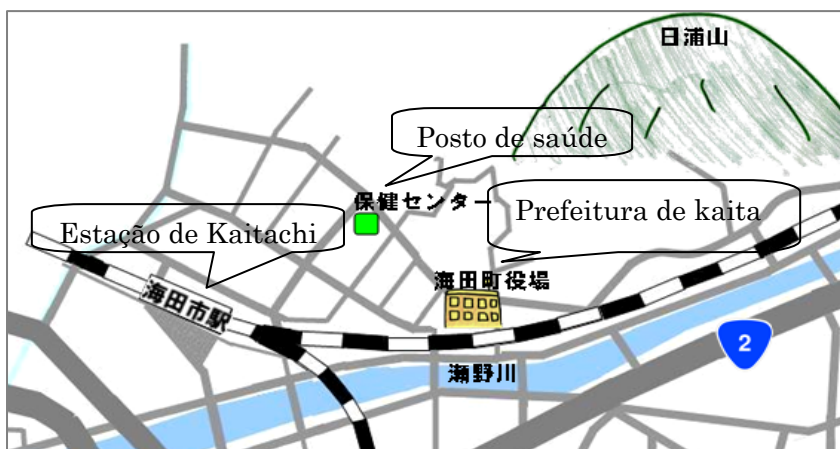 日浦山
Posto de saúde
保健センター
Prefeitura de kaita
Estação de Kaitachi
海田町役場
海田市駅
2
瀬野川